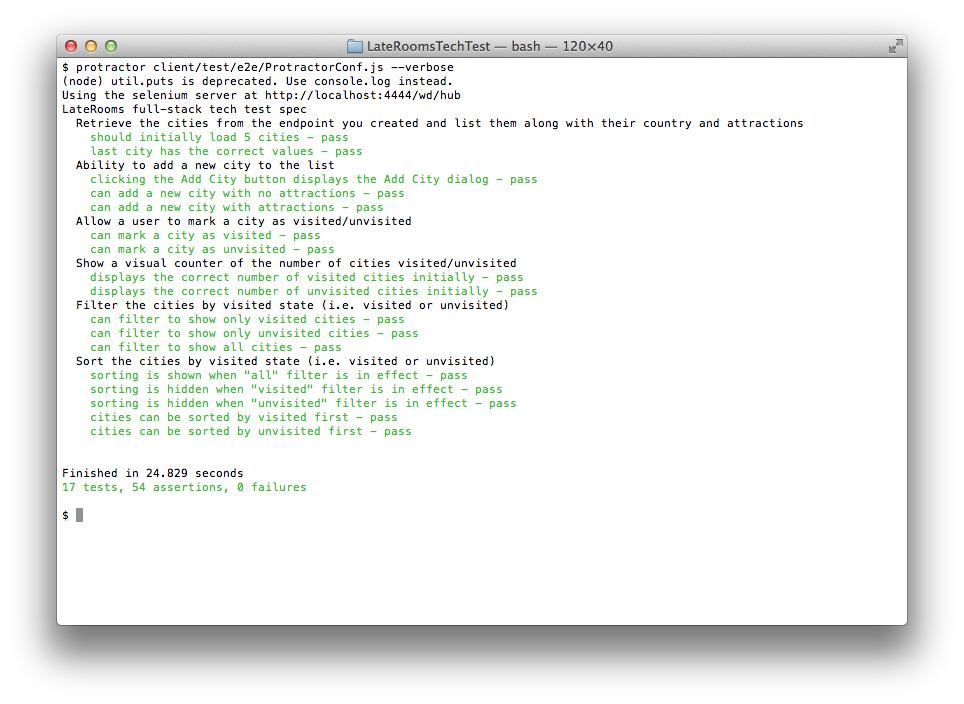 LateRoomsTechTest — bash — 120×40
$ protractor client/test/e2e/ProtractorConf.js --verbose
(node) util.puts is deprecated. Use console.log instead.
Using the selenium server at http://localhost:4444/wd/hub
LateRooms full-stack tech test spec
  Retrieve the cities from the endpoint you created and list them along with their country and attractions
    should initially load 5 cities - pass
    last city has the correct values - pass
  Ability to add a new city to the list
    clicking the Add City button displays the Add City dialog - pass
    can add a new city with no attractions - pass
    can add a new city with attractions - pass
  Allow a user to mark a city as visited/unvisited
    can mark a city as visited - pass
    can mark a city as unvisited - pass
  Show a visual counter of the number of cities visited/unvisited
    displays the correct number of visited cities initially - pass
    displays the correct number of unvisited cities initially - pass
  Filter the cities by visited state (i.e. visited or unvisited)
    can filter to show only visited cities - pass
    can filter to show only unvisited cities - pass
    can filter to show all cities - pass
  Sort the cities by visited state (i.e. visited or unvisited)
    sorting is shown when "all" filter is in effect - pass
    sorting is hidden when "visited" filter is in effect - pass
    sorting is hidden when "unvisited" filter is in effect - pass
    cities can be sorted by visited first - pass
    cities can be sorted by unvisited first - pass
Finished in 24.829 seconds
17 tests, 54 assertions, 0 failures
$